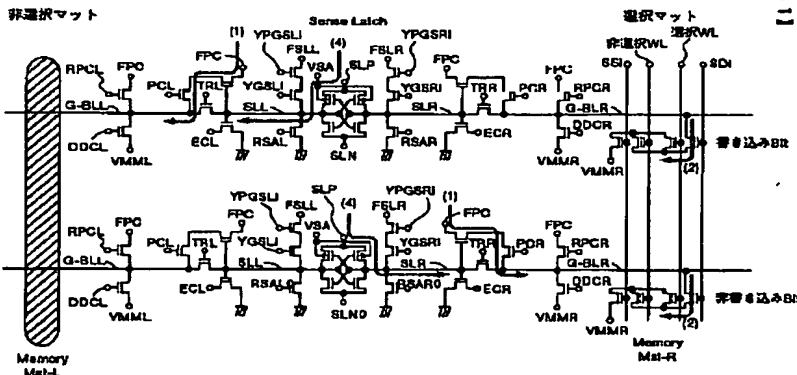 非選択マット
Sense Latch
選択マット
非選択WL
選択WL
SSI
SDI
(1)
YPGSLI
FSLL
(4)
SLP
FSLR
YPGSRI
FPC
VSA
FPC
RPCL
FPC
PCL
TRL
YGSLI
YGSRI
TRR
PCR
FPC
RPCR
G-BLL
SLL
SLR
G-BLR
DDCL
ECL
RSAL
SLN
RSAR
ECR
DDCR
書き込みBit
VMML
VMMR
VMMR
(2)
YPGSLI
SLP
(4)
FSLL
VSA
FSLR
YPGSRI
(1)
FPC
FPC
RPCL
FPC
PCL
TRL
YGSLI
YGSRI
TRR
PCR
FPC
RPCR
G-BLL
SLL
SLR
G-BLR
DDCL
ECL
RSAL0
SLN0
RSAR0
ECR
DDCR
非書き込みBit
VMML
VMMR
VMMR
(2)
Memory
Mat-L
Memory
Mat-R